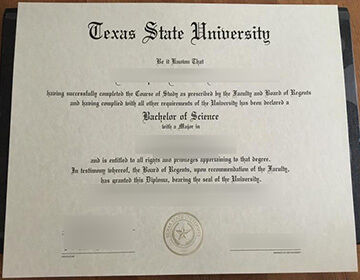 Texas State University
Be it Known That
having successfully completed the Course of Study as prescribed by the Faculty and Board of Regents
and having complied with all other requirements of the University has been declared a
Bachelor of Science
with a Major in
and is entitled to all rights and privileges appertaining to that degree.
In testimony whereof, the Board of Regents, upon recommendation of the Faculty,
has granted this Diploma, bearing the seal of the University.